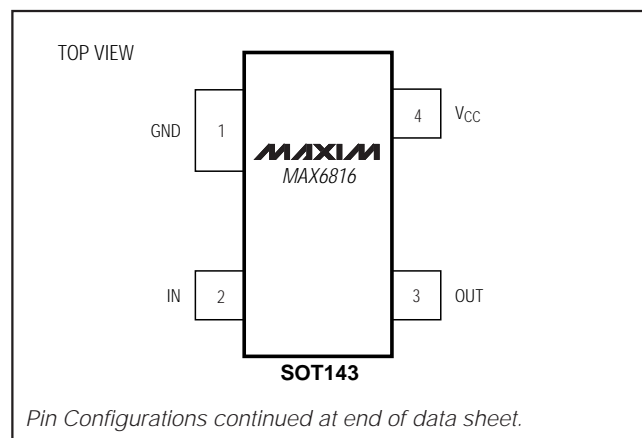 TOP VIEW
GND 1
4 VCC
MAXIM
MAX6816
IN 2
3 OUT
SOT143
Pin Configurations continued at end of data sheet.